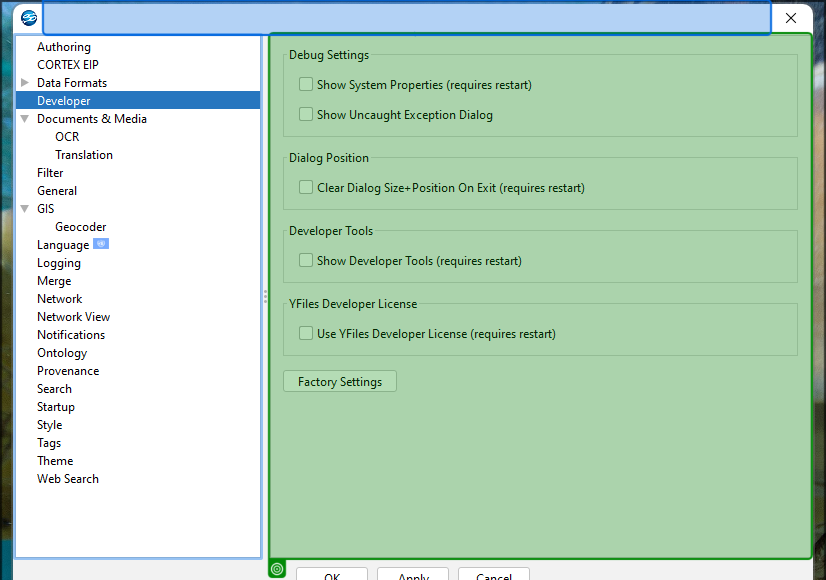 Authoring
CORTEX EIP
Data Formats
Developer
Documents & Media
OCR
Translation
Filter
General
GIS
Geocoder
Language
Logging
Merge
Network
Network View
Notifications
Ontology
Provenance
Search
Startup
Style
Tags
Theme
Web Search
Debug Settings
Show System Properties (requires restart)
Show Uncaught Exception Dialog
Dialog Position
Clear Dialog Size+Position On Exit (requires restart)
Developer Tools
Show Developer Tools (requires restart)
YFiles Developer License
Use YFiles Developer License (requires restart)
Factory Settings
OK Apply Cancel